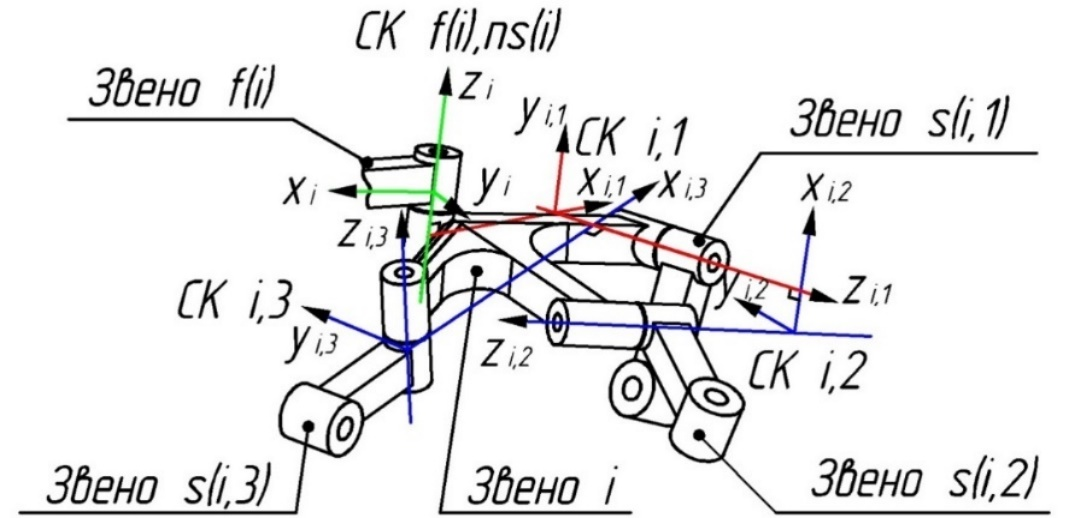 СК f(i),ns(i)
Звено f(i)
z i
y i,1
СК i,1
Звено s(i,1)
x i
y i
x i,1
x i,3
x i,2
z i,3
СК i,3
y i,2
z i,1
y i,3
z i,2
СК i,2
Звено s(i,3)
Звено i
Звено s(i,2)